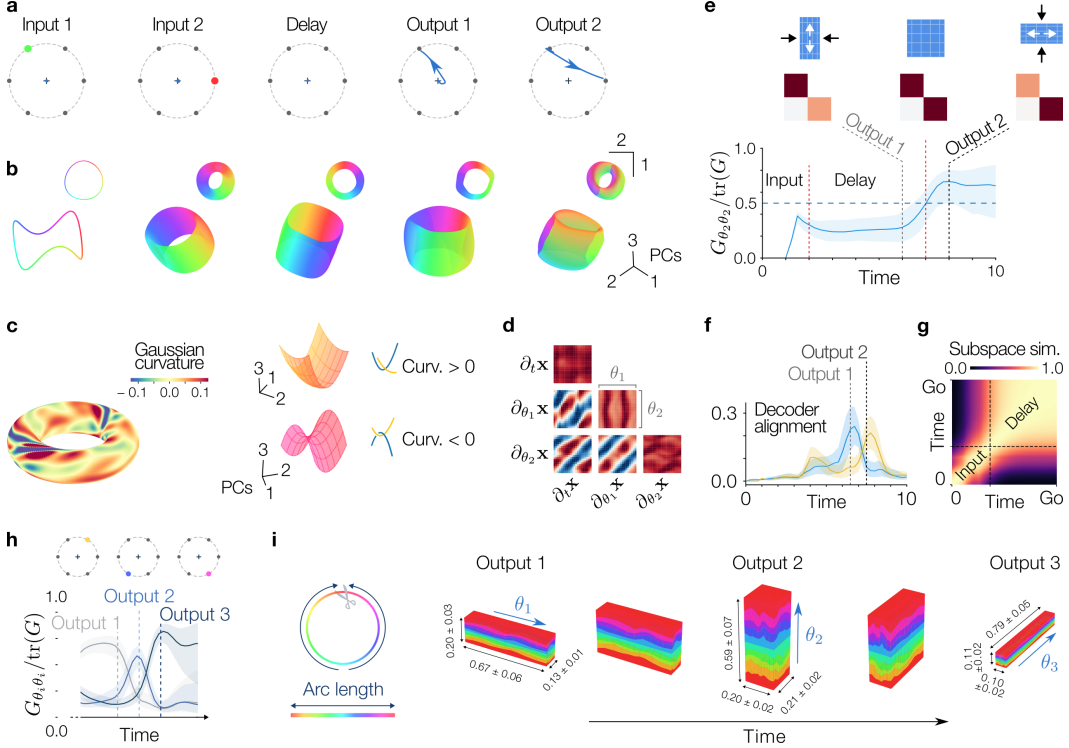 a
Input 1
Input 2
Delay
Output 1
Output 2
b
2
1
3
PCs
2
1
c
Gaussian
curvature
−0.1
0.0
0.1
3
1
2
Curv. > 0
3
2
PCs
1
Curv. < 0
d
∂ₜx
θ₁
∂θ₁x
θ₂
∂θ₂x
∂ₜx
∂θ₁x
∂θ₂x
e
Output 1
Output 2
Gθ₂θ₂/tr(G)
1.0
0.5
0.0
Input
Delay
0
10
Time
f
Output 2
Output 1
0.3
Decoder
alignment
0.0
0
10
Time
g
Subspace sim.
0.0
1.0
Go
Time
0
Delay
Input
0
Time
Go
h
1.0
Output 2
Output 1
Output 3
Gθᵢθᵢ/tr(G)
0.0
Time
i
Arc length
Output 1
Output 2
Output 3
θ₁
0.20 ± 0.03
0.67 ± 0.06
0.13 ± 0.01
0.59 ± 0.07
θ₂
0.20 ± 0.02
0.21 ± 0.02
0.79 ± 0.05
0.11
±0.02
0.10
±0.02
θ₃
Time